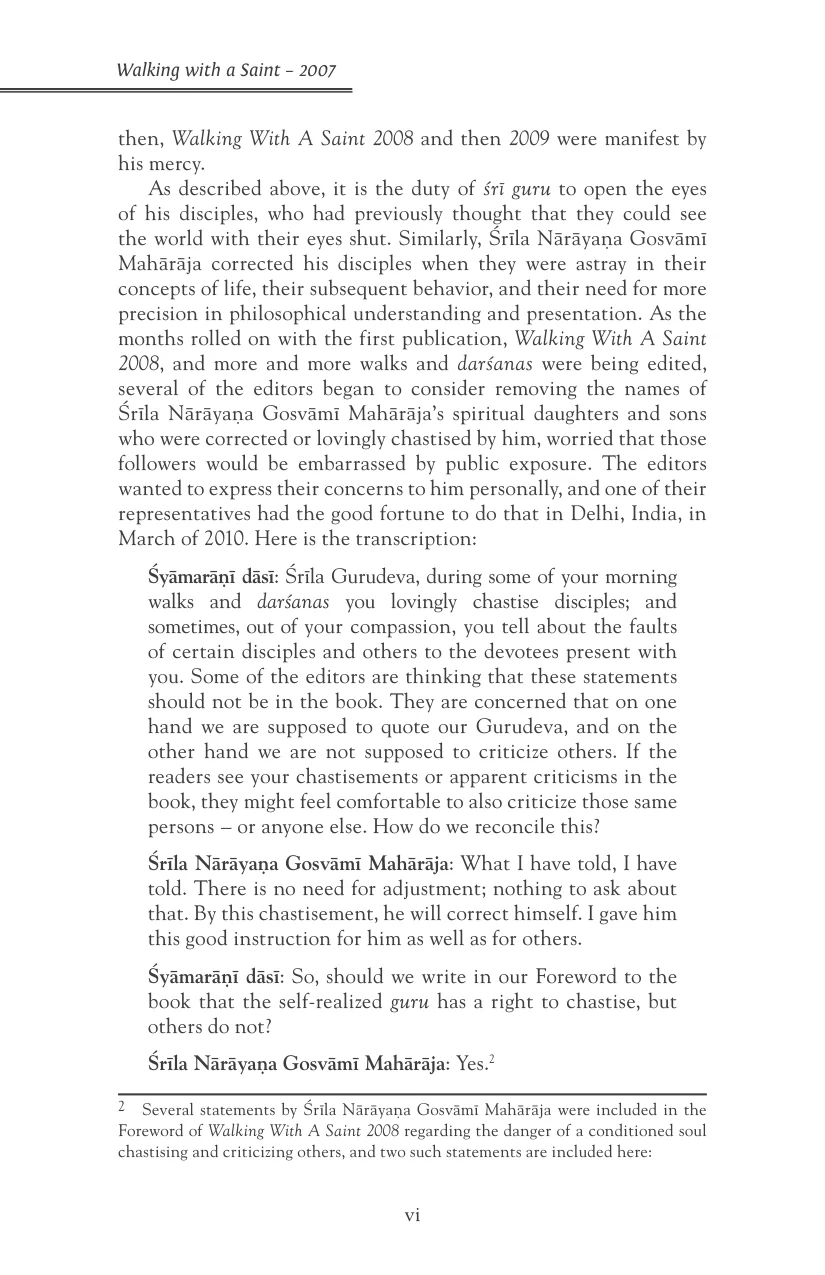 Walking with a Saint – 2007
then, Walking With A Saint 2008 and then 2009 were manifest by
his mercy.
As described above, it is the duty of śrī guru to open the eyes
of his disciples, who had previously thought that they could see
the world with their eyes shut. Similarly, Śrīla Nārāyaṇa Gosvāmī
Mahārāja corrected his disciples when they were astray in their
concepts of life, their subsequent behavior, and their need for more
precision in philosophical understanding and presentation. As the
months rolled on with the first publication, Walking With A Saint
2008, and more and more walks and darśanas were being edited,
several of the editors began to consider removing the names of
Śrīla Nārāyaṇa Gosvāmī Mahārāja’s spiritual daughters and sons
who were corrected or lovingly chastised by him, worried that those
followers would be embarrassed by public exposure. The editors
wanted to express their concerns to him personally, and one of their
representatives had the good fortune to do that in Delhi, India, in
March of 2010. Here is the transcription:
Śyāmarāṇī dāsī: Śrīla Gurudeva, during some of your morning
walks and darśanas you lovingly chastise disciples; and
sometimes, out of your compassion, you tell about the faults
of certain disciples and others to the devotees present with
you. Some of the editors are thinking that these statements
should not be in the book. They are concerned that on one
hand we are supposed to quote our Gurudeva, and on the
other hand we are not supposed to criticize others. If the
readers see your chastisements or apparent criticisms in the
book, they might feel comfortable to also criticize those same
persons – or anyone else. How do we reconcile this?
Śrīla Nārāyaṇa Gosvāmī Mahārāja: What I have told, I have
told. There is no need for adjustment; nothing to ask about
that. By this chastisement, he will correct himself. I gave him
this good instruction for him as well as for others.
Śyāmarāṇī dāsī: So, should we write in our Foreword to the
book that the self-realized guru has a right to chastise, but
others do not?
Śrīla Nārāyaṇa Gosvāmī Mahārāja: Yes.2
2 Several statements by Śrīla Nārāyaṇa Gosvāmī Mahārāja were included in the
Foreword of Walking With A Saint 2008 regarding the danger of a conditioned soul
chastising and criticizing others, and two such statements are included here:
vi